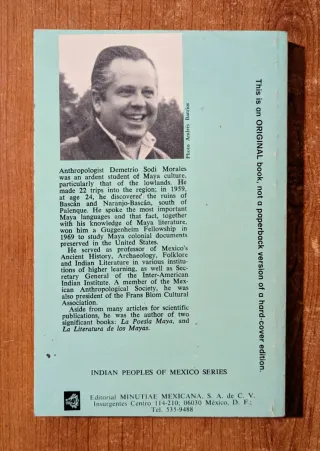 Photo Andrés Bastien
Anthropologist Demetrio Sodi Morales
was an ardent student of Maya culture,
particularly that of the lowlands. He
made 22 trips into the region; in 1959,
at age 24, he discovered the ruins of
Bascán and Naranjo-Bascán, south of
Palenque. He spoke the most important
Maya languages and that fact, together
with his knowledge of Maya literature,
won him a Guggenheim Fellowship in
1969 to study Maya colonial documents
preserved in the United States.
He served as professor of Mexico's
Ancient History, Archaeology, Folklore
and Indian Literature in various institu-
tions of higher learning, as well as Sec-
retary General of the Inter-American
Indian Institute. A member of the Mex-
ican Anthropological Society, he was
also president of the Frans Blom Cultural
Association.
Aside from many articles for scientific
publications, he was the author of two
significant books: La Poesía Maya, and
La Literatura de los Mayas.
This is an ORIGINAL book, not a paperback version of a hard cover edition.
INDIAN PEOPLES OF MEXICO SERIES
Editorial MINUTIAE MEXICANA, S. A. de C. V.
Insurgentes Centro 114-210; 06030 México, D. F.;
Tel. 535-9488